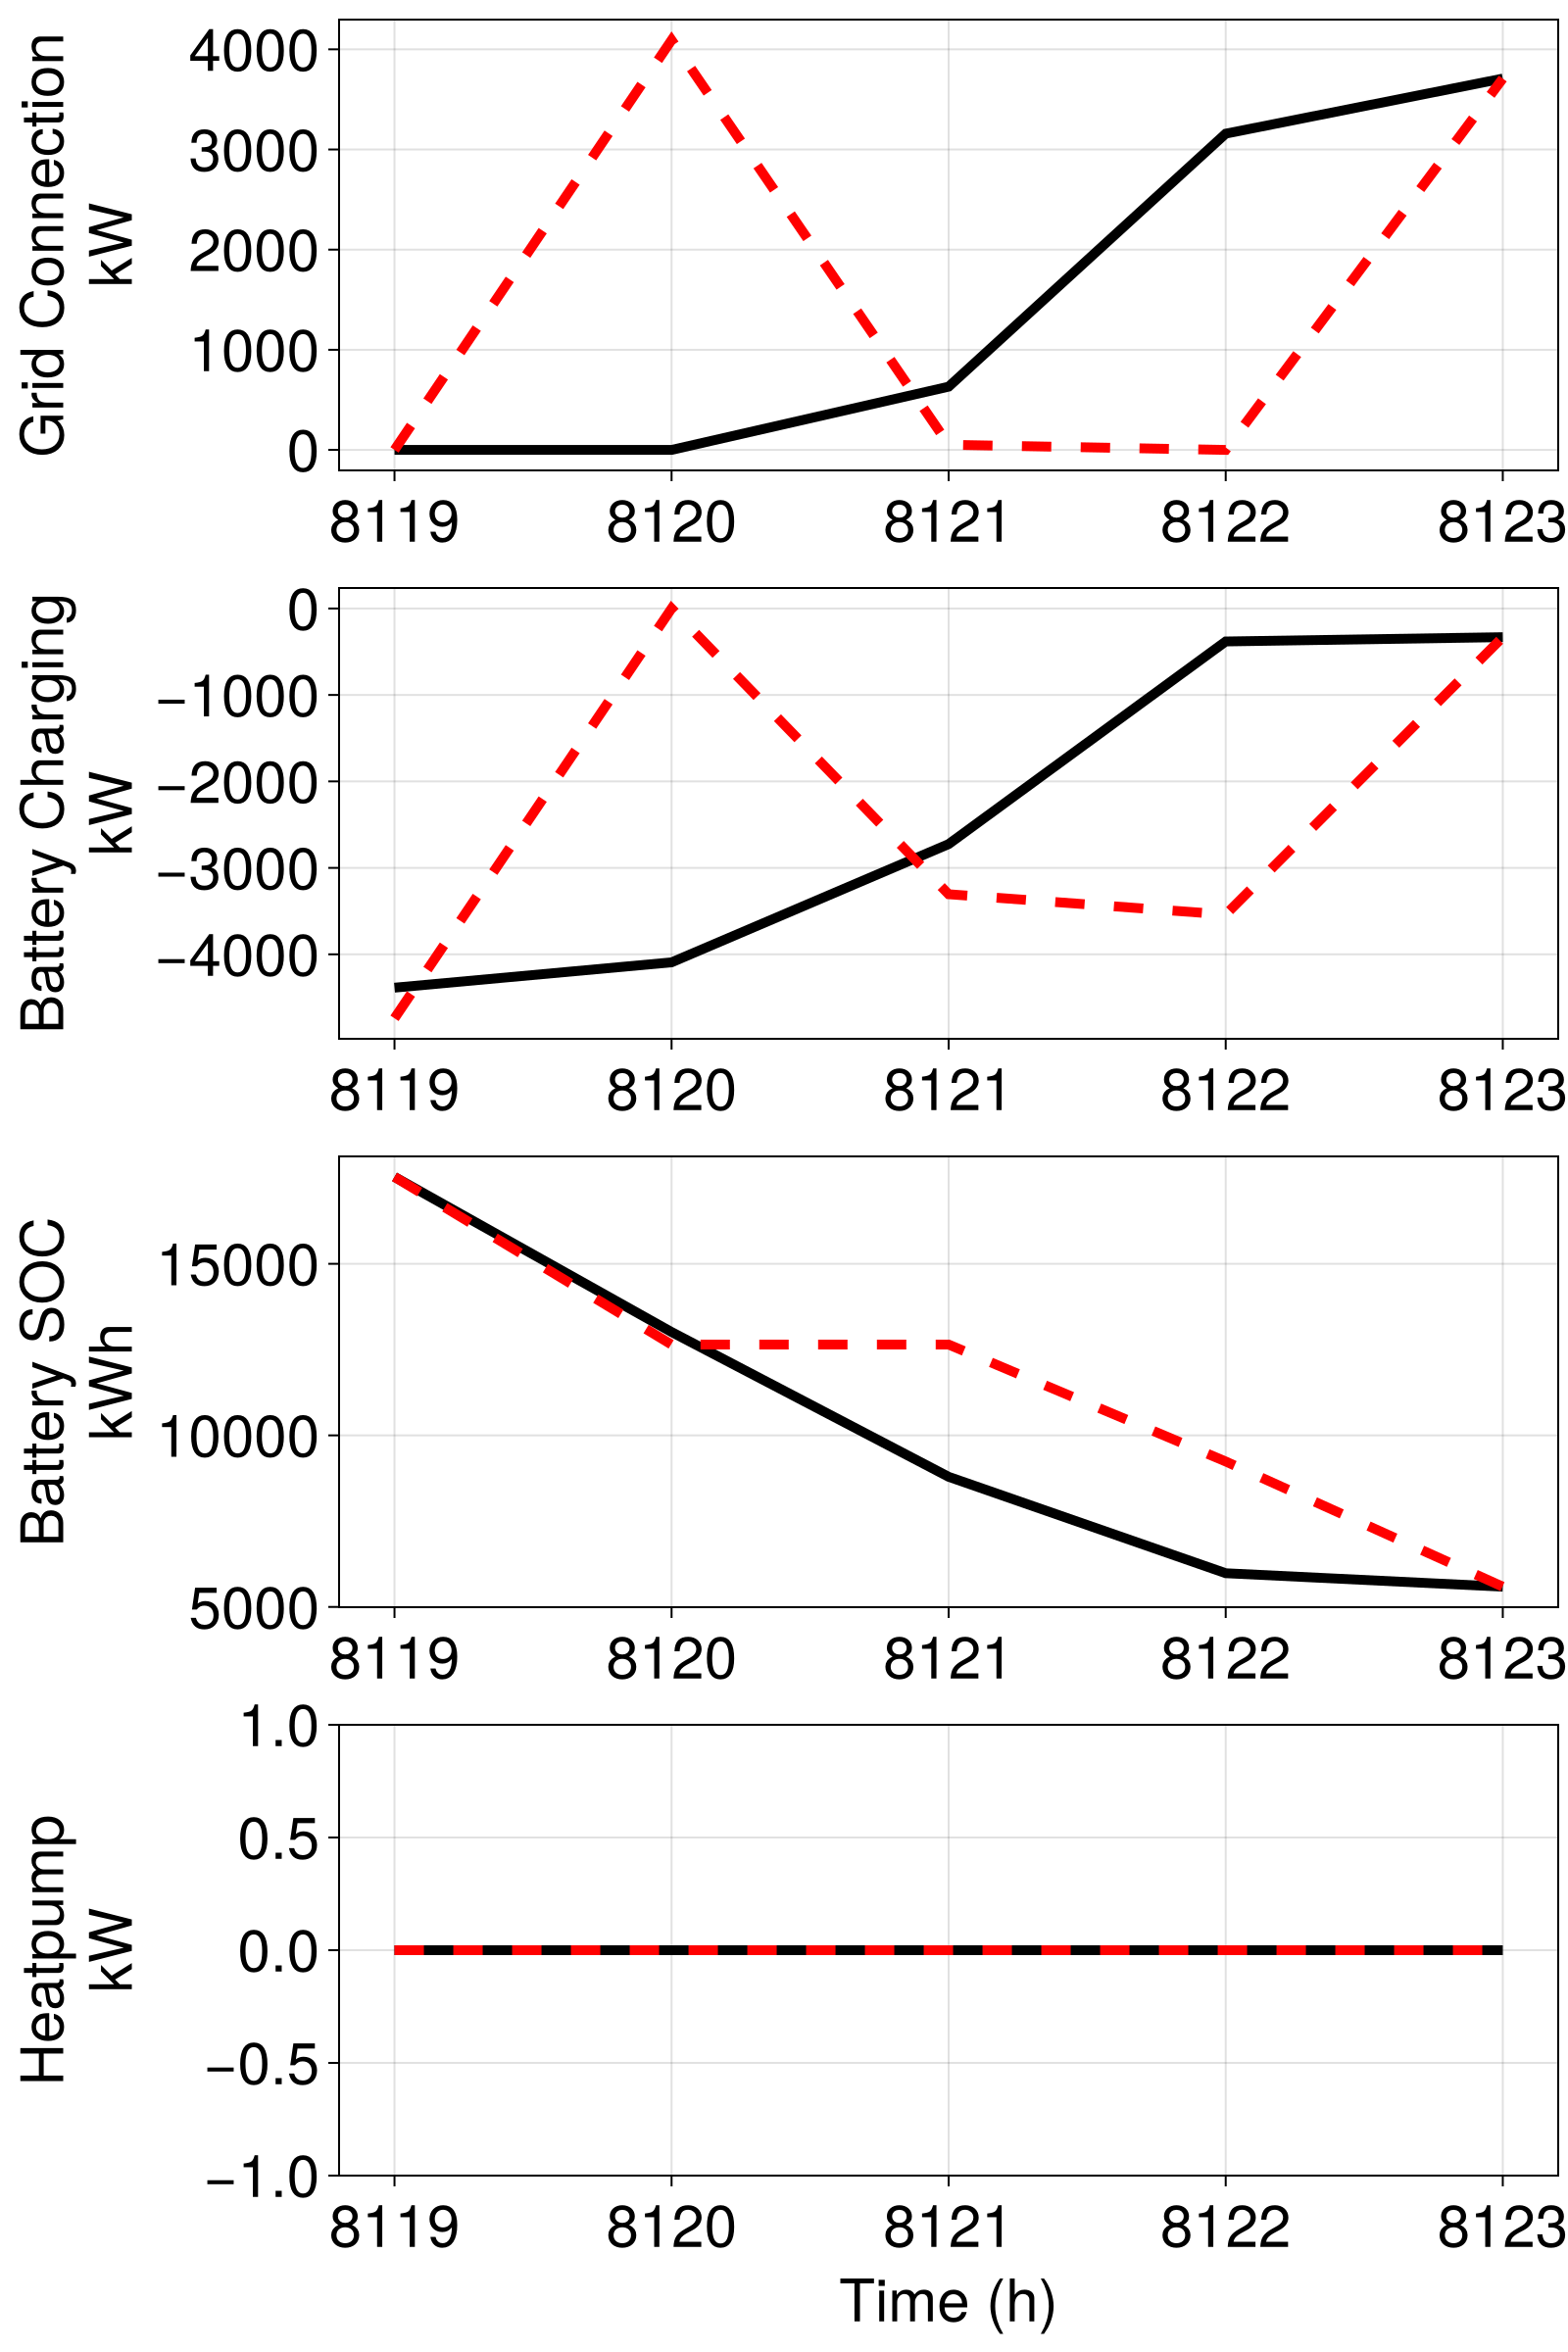 Grid Connection
kW
4000
3000
2000
1000
0
8119 8120 8121 8122 8123
Battery Charging
kW
0
−1000
−2000
−3000
−4000
8119 8120 8121 8122 8123
Battery SOC
kWh
15000
10000
5000
8119 8120 8121 8122 8123
Heatpump
kW
1.0
0.5
0.0
−0.5
−1.0
8119 8120 8121 8122 8123
Time (h)